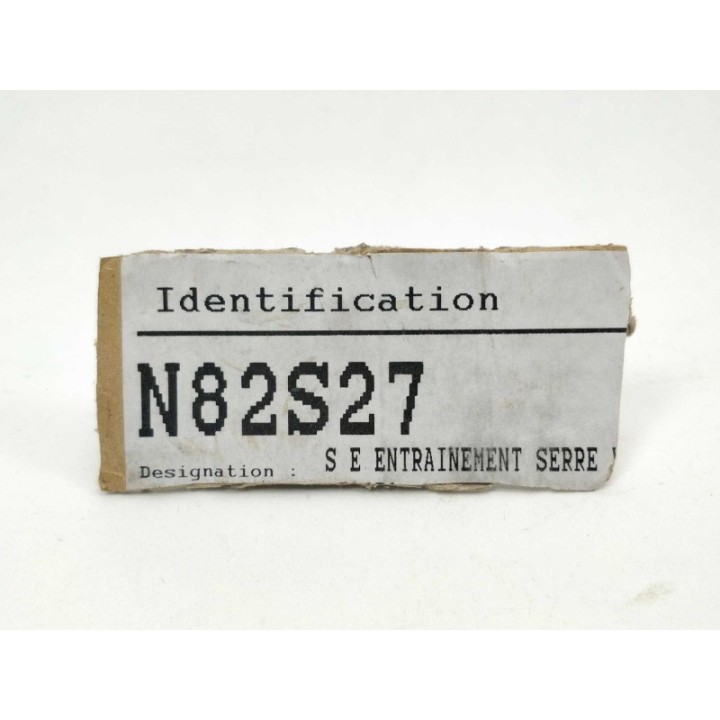 Identification
N82S27
Designation : S E ENTRAINEMENT SERRE